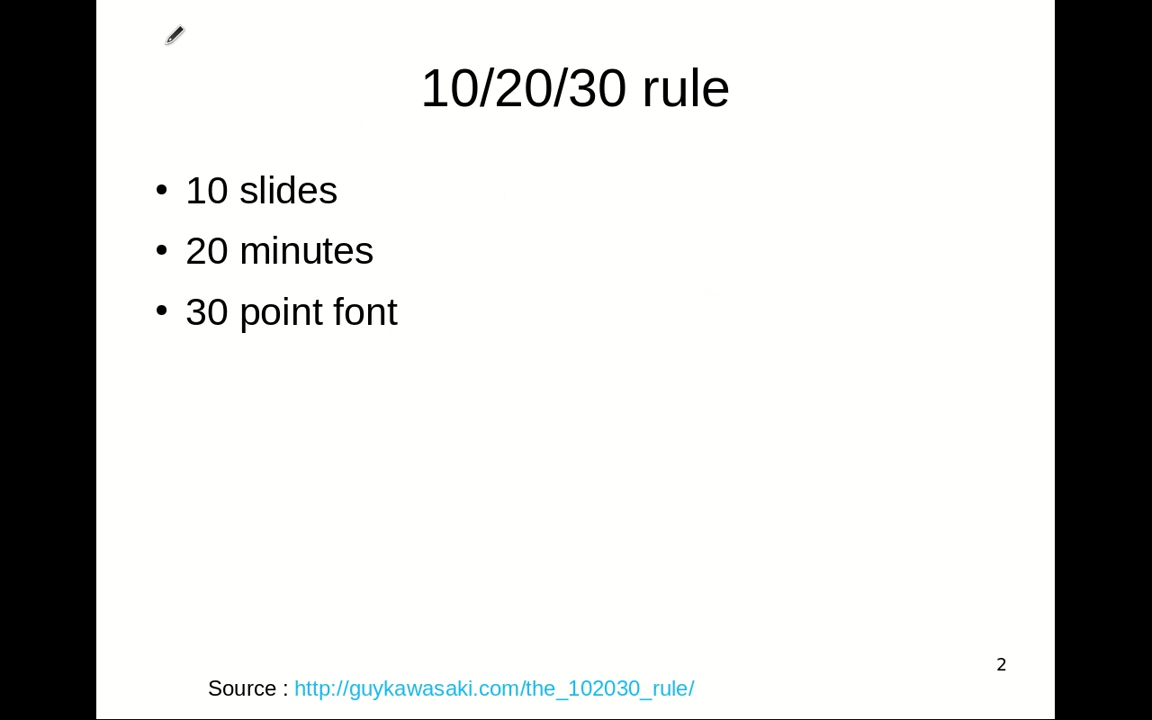 10/20/30 rule
• 10 slides
• 20 minutes
• 30 point font
2
Source : http://guykawasaki.com/the_102030_rule/